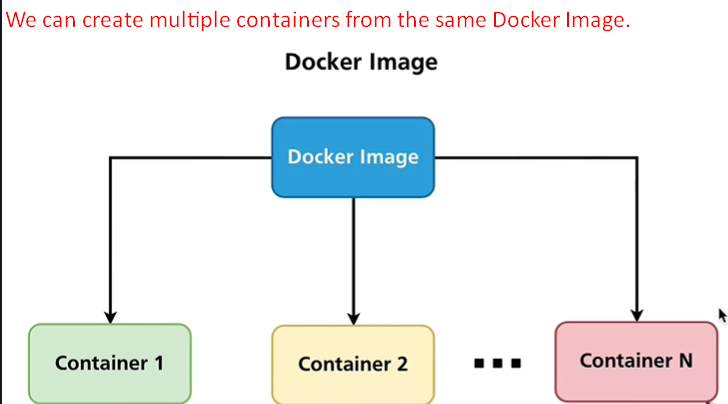 We can create multiple containers from the same Docker Image.
Docker Image
Docker Image
Container 1
Container 2
Container N